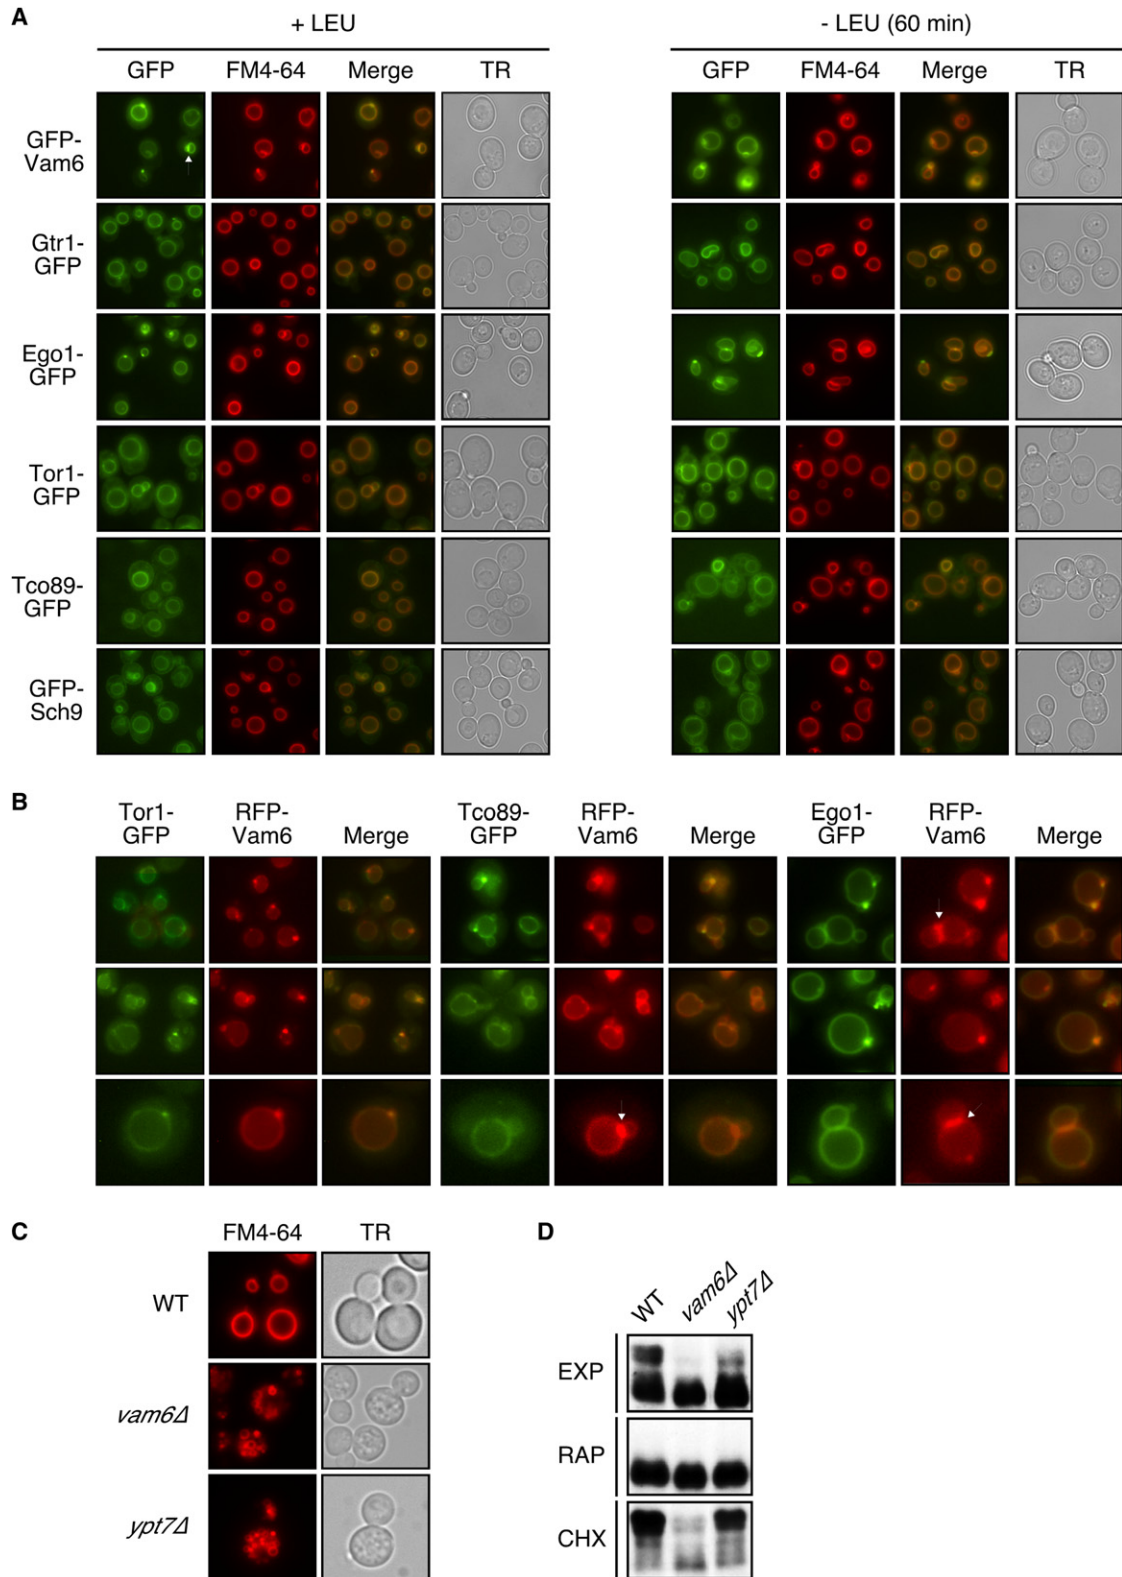 A
+ LEU
- LEU (60 min)
GFP FM4-64 Merge TR GFP FM4-64 Merge TR
GFP-
Vam6
Gtr1-
GFP
Ego1-
GFP
Tor1-
GFP
Tco89-
GFP
GFP-
Sch9
B
Tor1-
GFP
RFP-
Vam6
Merge
Tco89-
GFP
RFP-
Vam6
Merge
Ego1-
GFP
RFP-
Vam6
Merge
C
FM4-64 TR
WT
vam6Δ
ypt7Δ
D
WT vam6Δ ypt7Δ
EXP
RAP
CHX